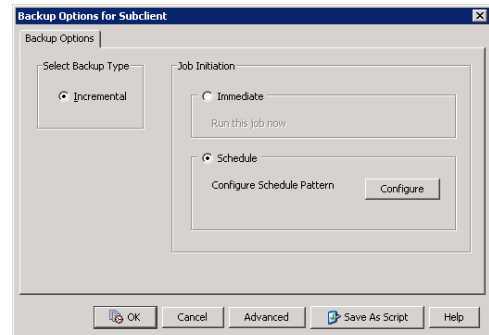 Backup Options for Subclient
Backup Options
Select Backup Type
Incremental
Job Initiation
Immediate
Run this job now
Schedule
Configure Schedule Pattern
Configure
OK
Cancel
Advanced
Save As Script
Help